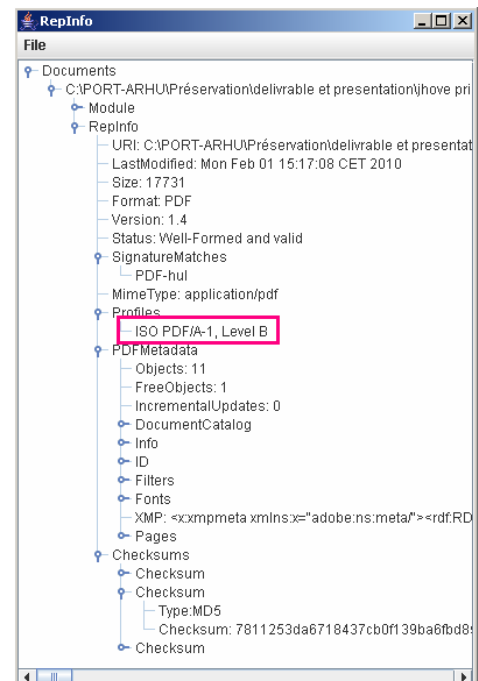 RepInfo
File
Documents
C:\PORT-ARHU\Préservation\delivrable et presentation\jhove pri
Module
RepInfo
URI: C:\PORT-ARHU\Préservation\delivrable et presentat
LastModified: Mon Feb 01 15:17:08 CET 2010
Size: 17731
Format: PDF
Version: 1.4
Status: Well-Formed and valid
SignatureMatches
PDF-hul
MimeType: application/pdf
Profiles
ISO PDF/A-1, Level B
PDFMetadata
Objects: 11
FreeObjects: 1
IncrementalUpdates: 0
DocumentCatalog
Info
ID
Filters
Fonts
XMP: <x:xmpmeta xmlns:x="adobe:ns:meta/"><rdf:RD
Pages
Checksums
Checksum
Checksum
Type:MD5
Checksum: 7811253da6718437cb0f139ba6fbd8
Checksum